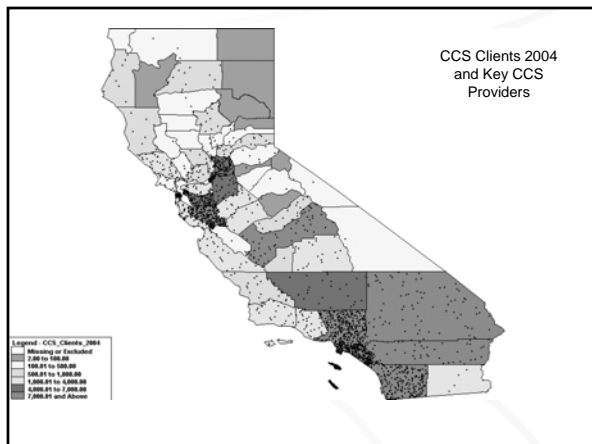 CCS Clients 2004
and Key CCS
Providers
Legend - CCS_Clients_2004
Missing or Excluded
2.00 to 100.00
100.01 to 500.00
500.01 to 1,000.00
1,000.01 to 4,000.00
4,000.01 to 7,000.00
7,000.01 and Above